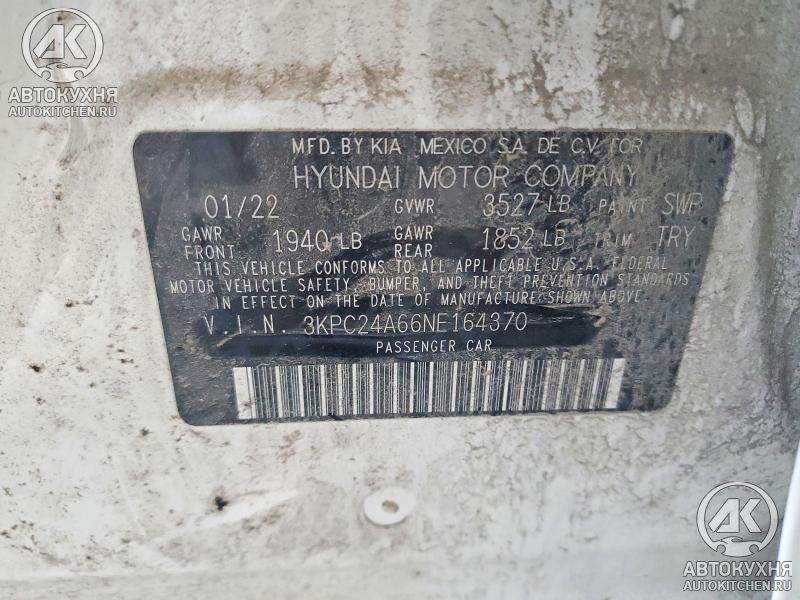 АК
АВТОКУХНЯ
AUTOKITCHEN.RU
MFD. BY KIA MEXICO S.A. DE C.V. FOR
HYUNDAI MOTOR COMPANY
01/22 GVWR 3527 LB PAINT SWP
GAWR FRONT 1940 LB GAWR REAR 1852 LB TRIM TRY
THIS VEHICLE CONFORMS TO ALL APPLICABLE U.S.A. FEDERAL
MOTOR VEHICLE SAFETY, BUMPER, AND THEFT PREVENTION STANDARDS
IN EFFECT ON THE DATE OF MANUFACTURE SHOWN ABOVE.
V.I.N. 3KPC24A66NE164370
PASSENGER CAR
АК
АВТОКУХНЯ
AUTOKITCHEN.RU